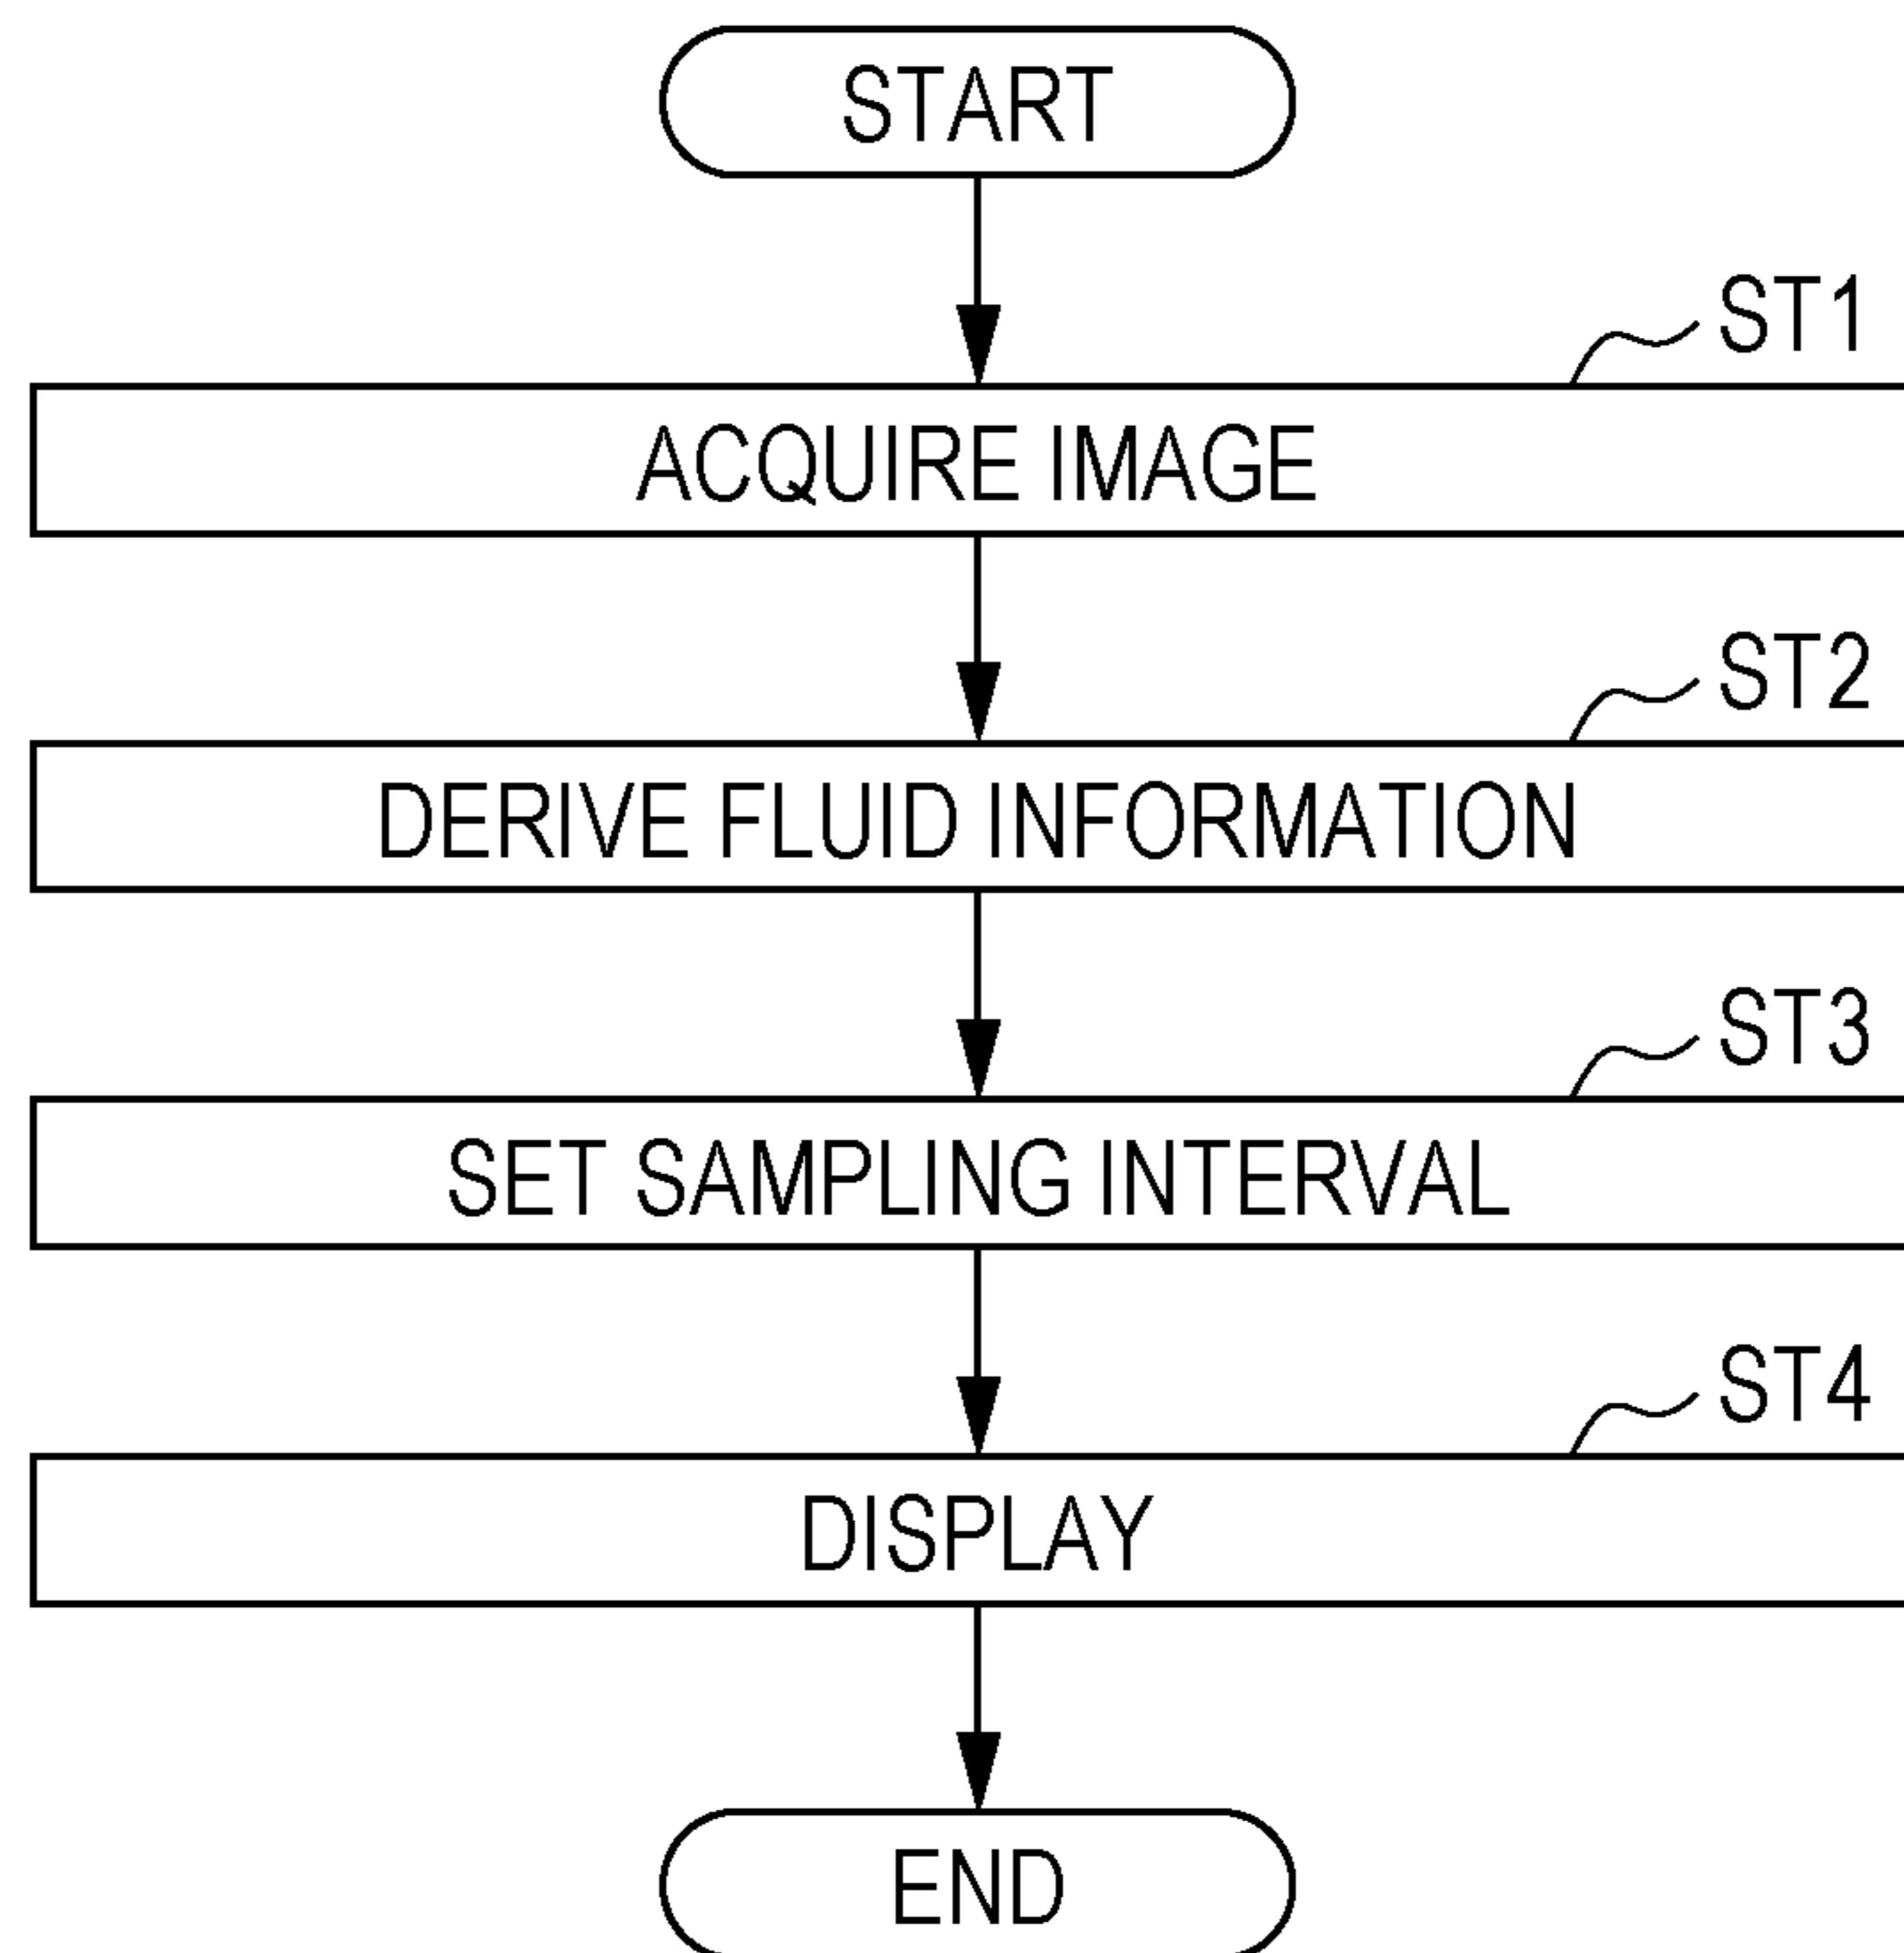 START
ST1
ACQUIRE IMAGE
ST2
DERIVE FLUID INFORMATION
ST3
SET SAMPLING INTERVAL
ST4
DISPLAY
END